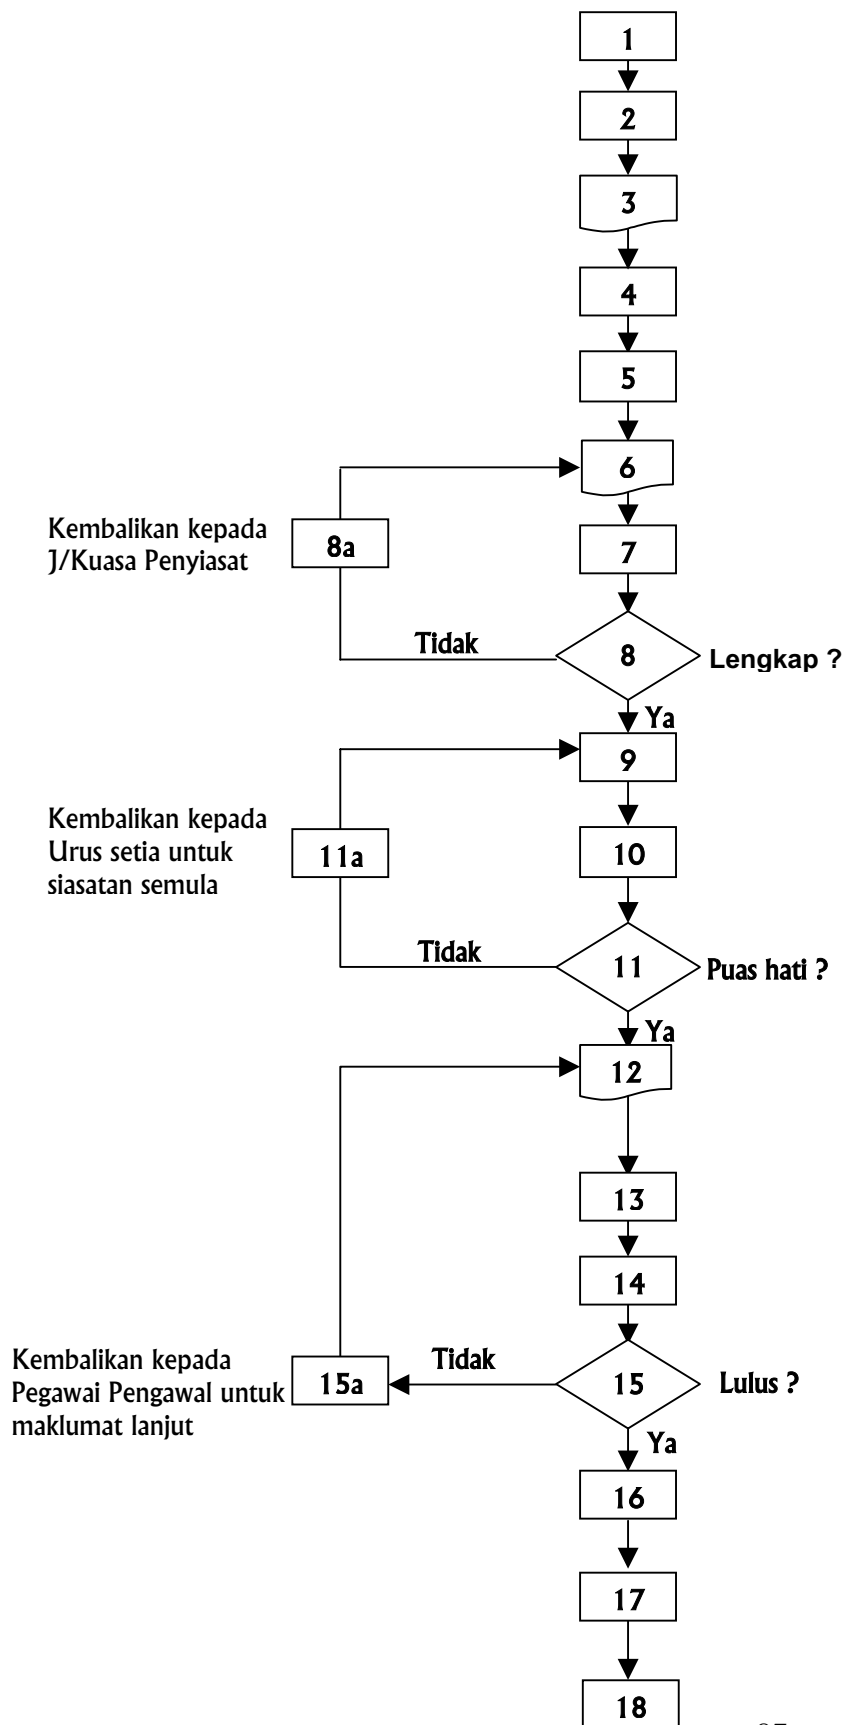 1
2
3
4
5
6
Kembalikan kepada
J/Kuasa Penyiasat
8a
7
Tidak
8
Lengkap ?
Ya
9
Kembalikan kepada
Urus setia untuk
siasatan semula
11a
10
Tidak
11
Puas hati ?
Ya
12
13
14
Kembalikan kepada
Pegawai Pengawal untuk
maklumat lanjut
15a
Tidak
15
Lulus ?
Ya
16
17
18